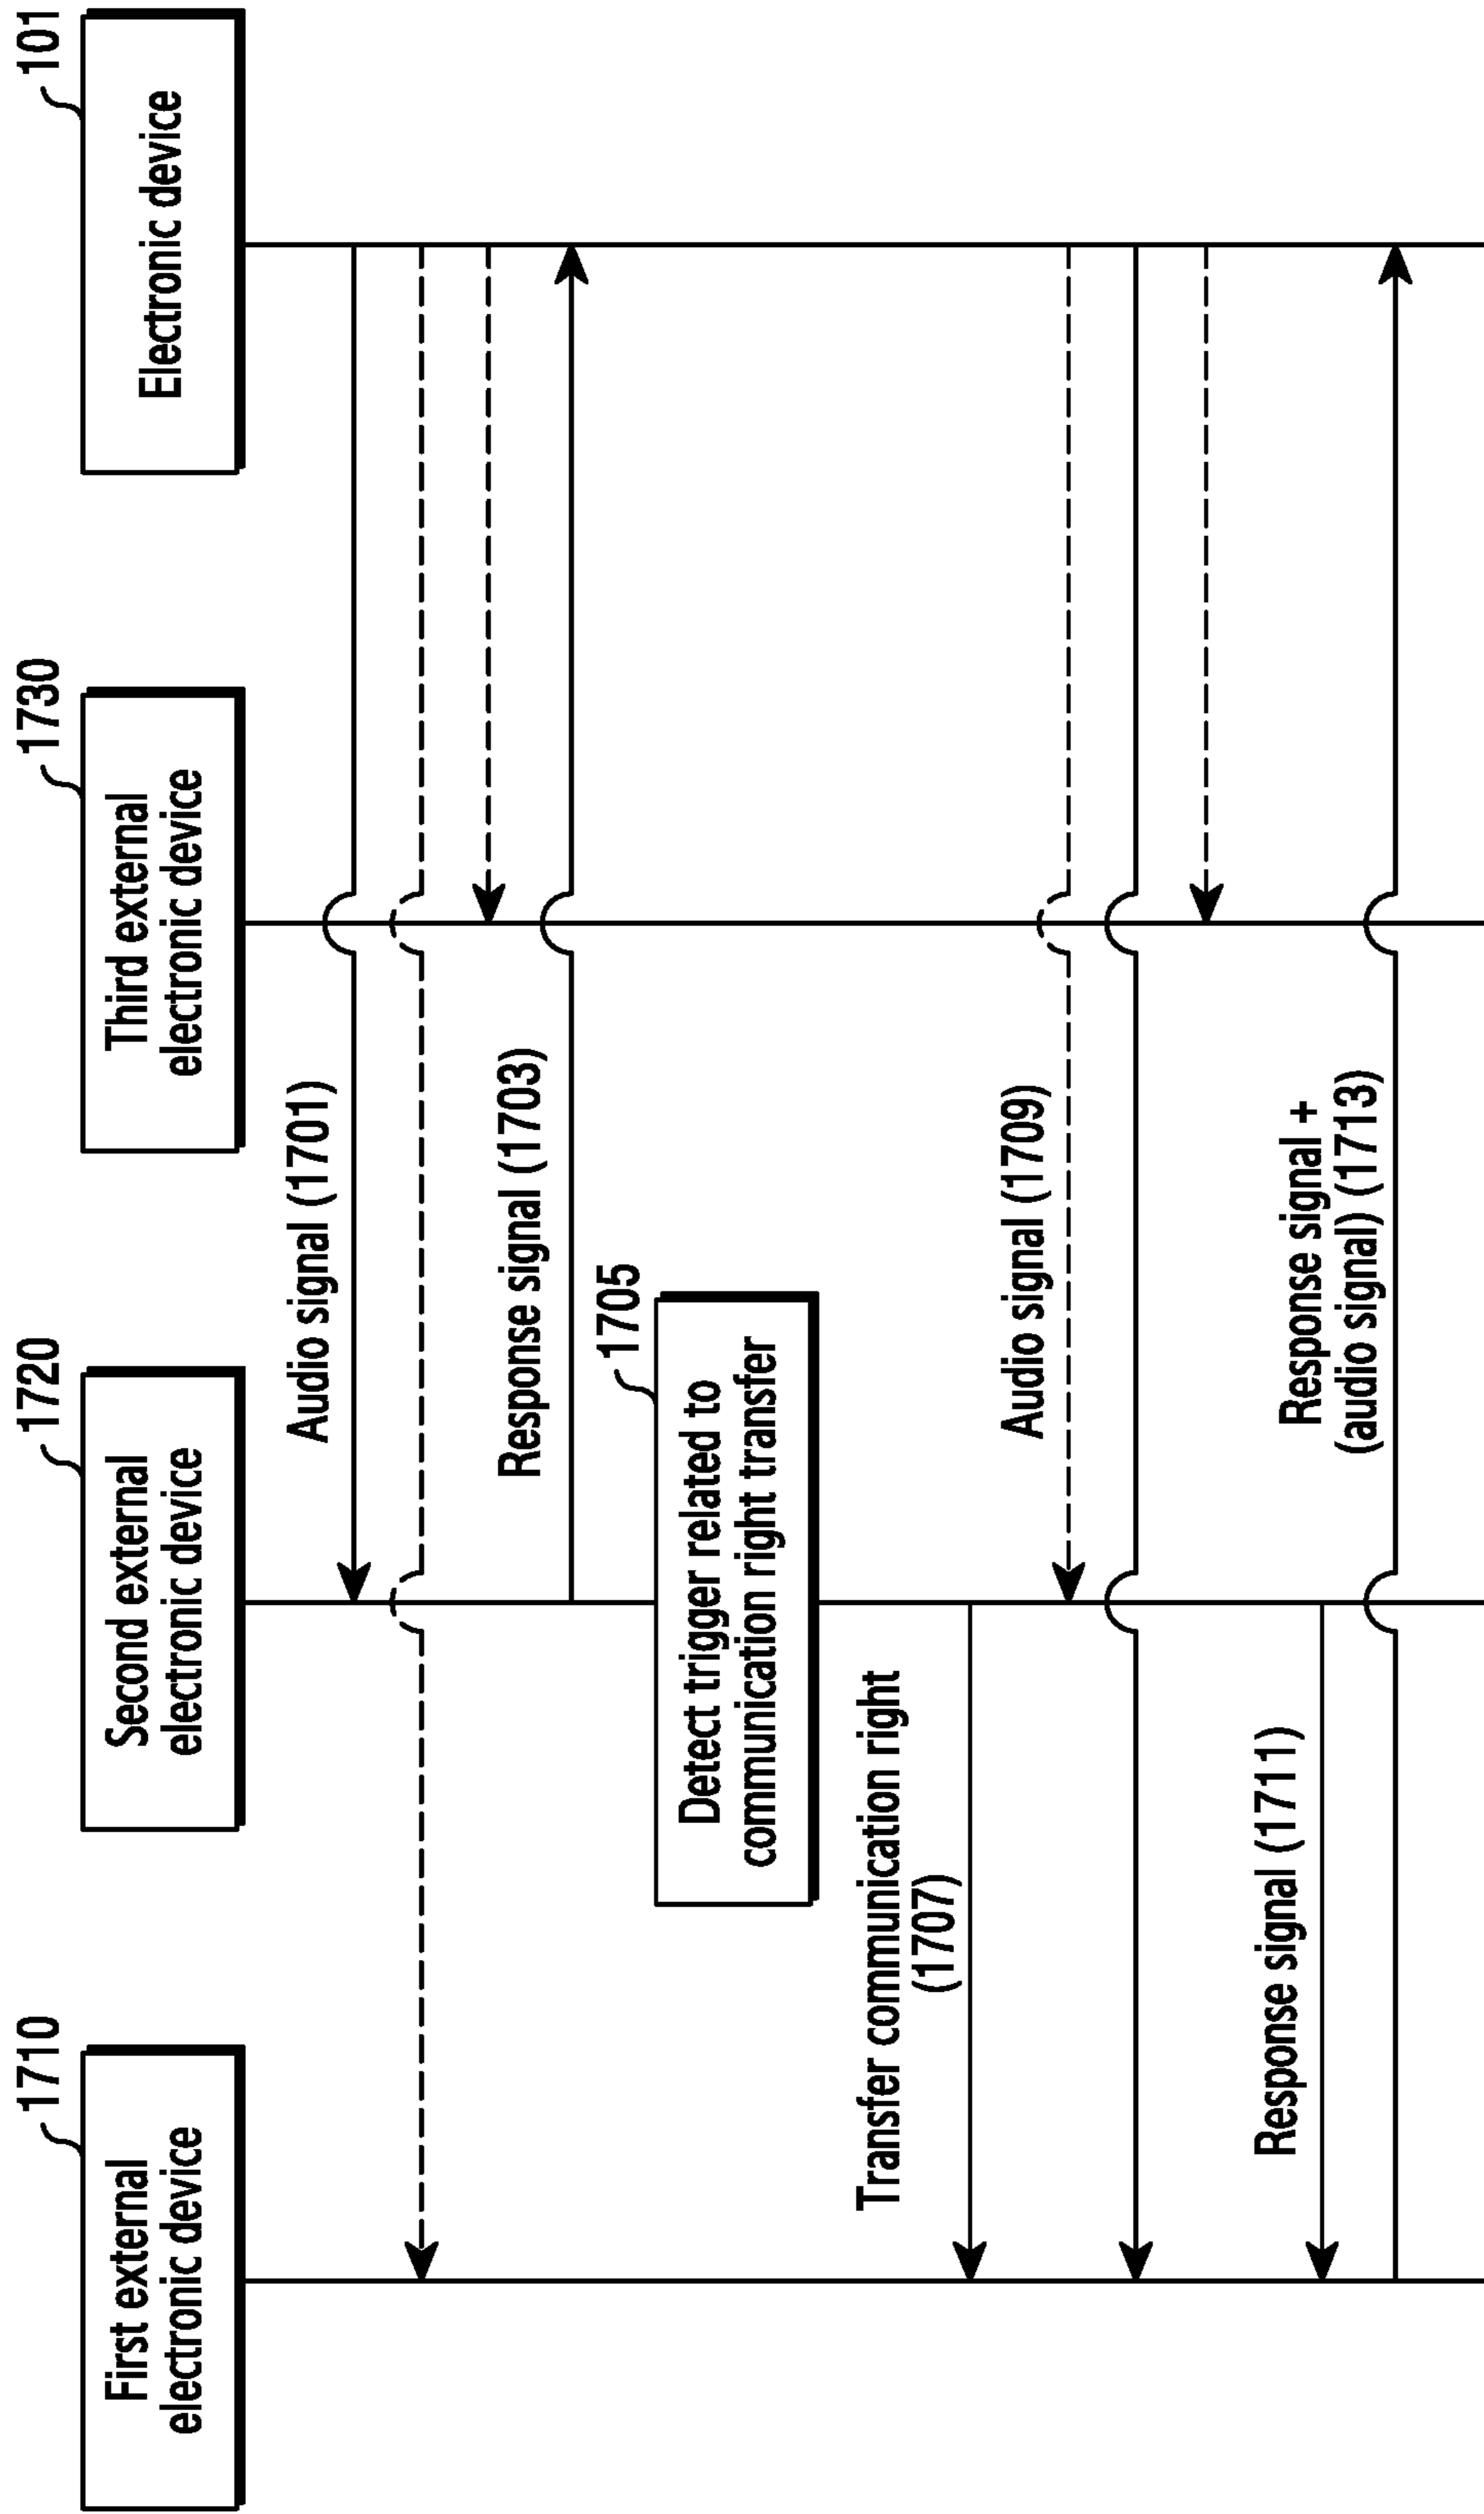 1710
First external
electronic device
1720
Second external
electronic device
1730
Third external
electronic device
101
Electronic device
Audio signal (1701)
Response signal (1703)
1705
Detect trigger related to
communication right transfer
Transfer communication right
(1707)
Audio signal (1709)
Response signal (1711)
Response signal +
(audio signal) (1713)